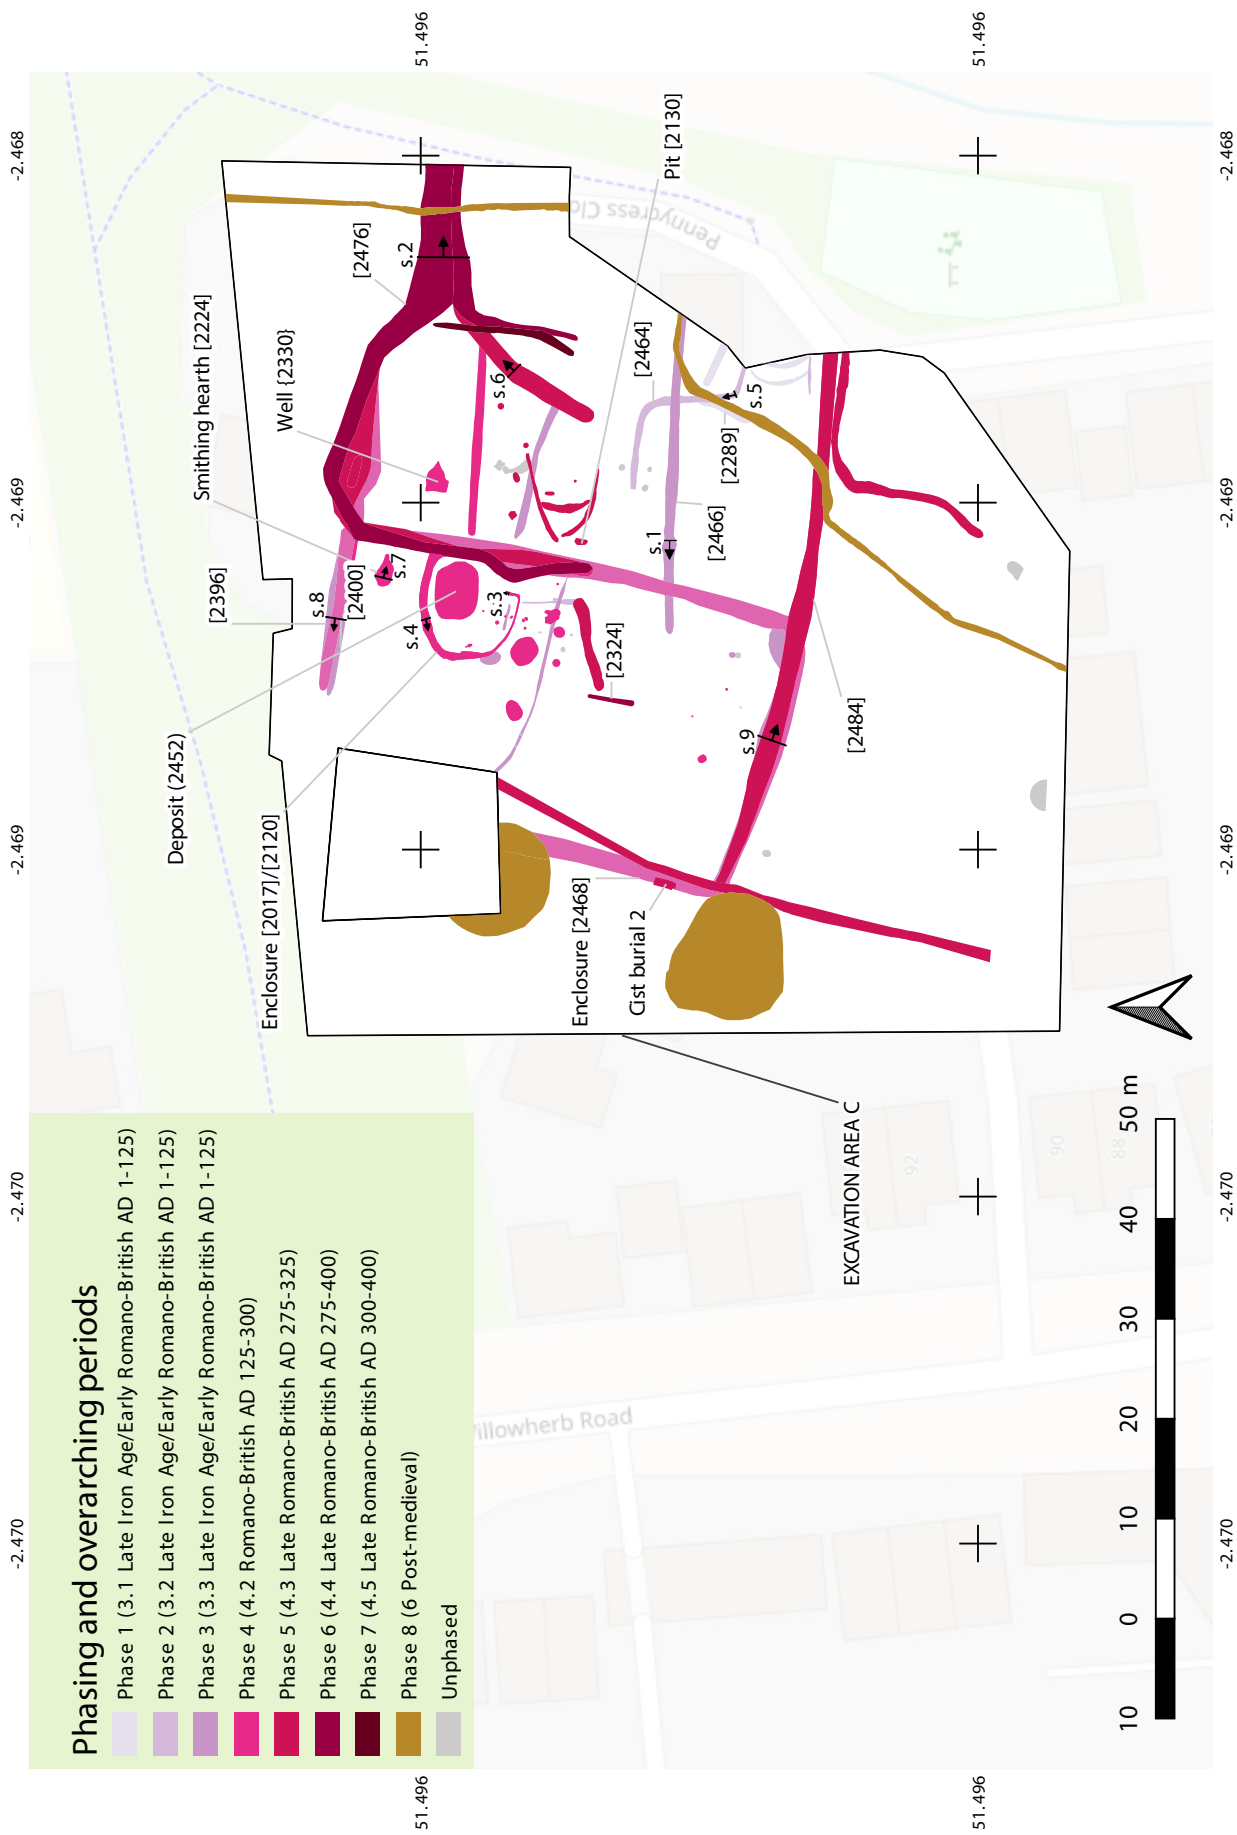 51.496
51.496
-2.468
-2.469
-2.469
-2.470
-2.470
Phasing and overarching periods
Phase 1 (3.1 Late Iron Age/Early Romano-British AD 1-125)
Phase 2 (3.2 Late Iron Age/Early Romano-British AD 1-125)
Phase 3 (3.3 Late Iron Age/Early Romano-British AD 1-125)
Phase 4 (4.2 Romano-British AD 125-300)
Phase 5 (4.3 Late Romano-British AD 275-325)
Phase 6 (4.4 Late Romano-British AD 275-400)
Phase 7 (4.5 Late Romano-British AD 300-400)
Phase 8 (6 Post-medieval)
Unphased
Deposit (2452)
Smithing hearth [2224]
[2396]
Enclosure [2017]/[2120]
Well {2330}
[2476]
s.2
s.8
[2400]
s.7
s.4
s.3
s.6
Pit [2130]
Pennycress Clo
[2464]
s.1
[2466]
[2289]
s.5
[2324]
Enclosure [2468]
Cist burial 2
s.9
[2484]
EXCAVATION AREA C
illowherb Road
92
90
88
10
0
10
20
30
40
50 m
51.496
51.496
-2.468
-2.469
-2.469
-2.470
-2.470